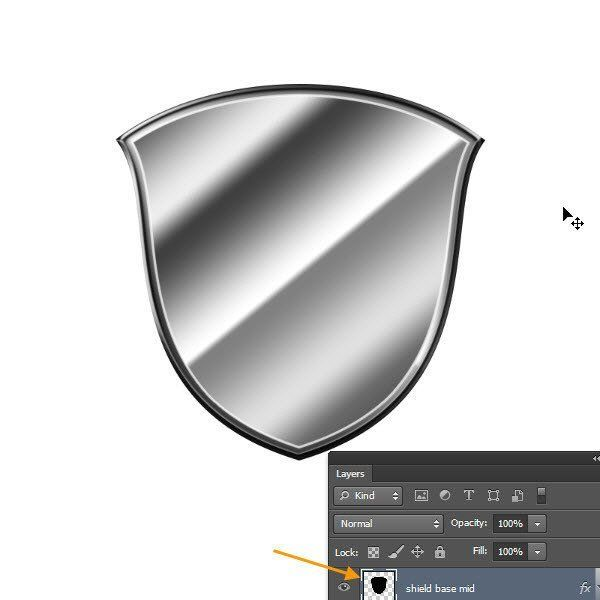 Layers
Kind
Normal Opacity: 100%
Lock: Fill: 100%
shield base mid fx